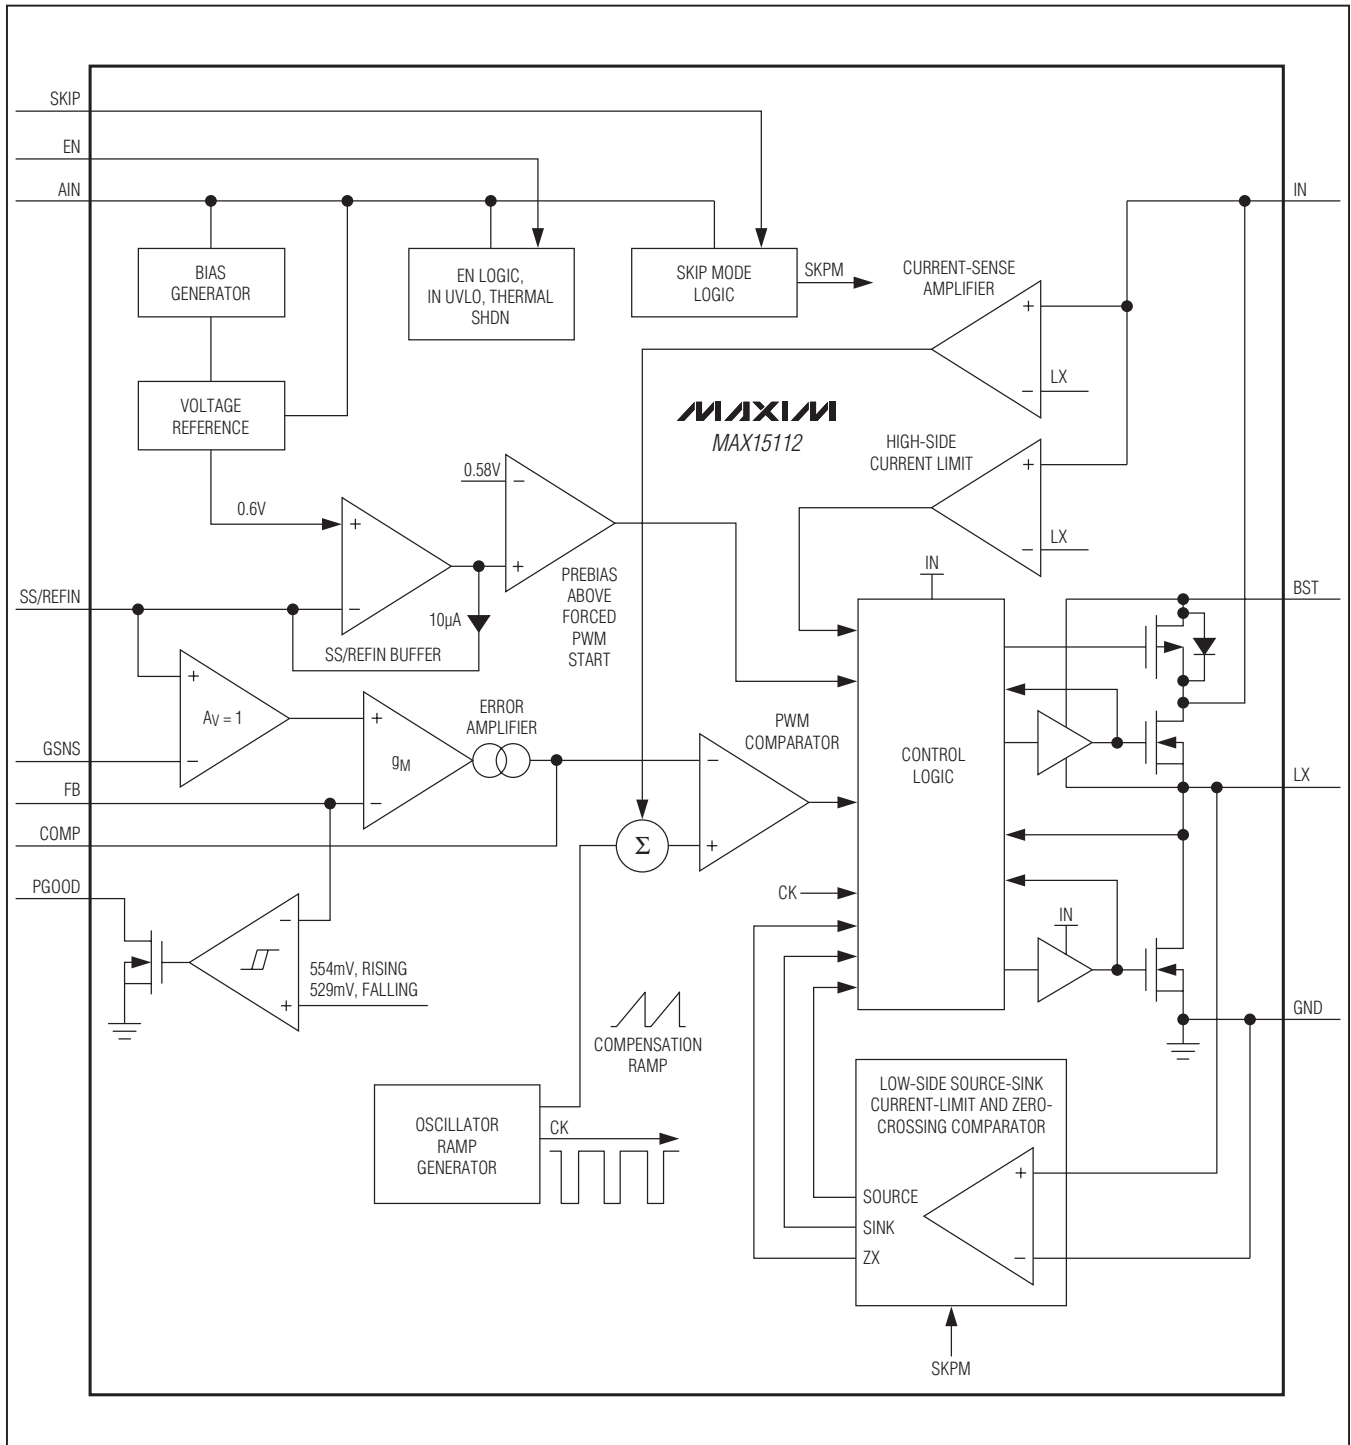 SKIP
EN
AIN
IN
BIAS
GENERATOR
EN LOGIC,
IN UVLO, THERMAL
SHDN
SKIP MODE
LOGIC
SKPM
CURRENT-SENSE
AMPLIFIER
+
−
LX
VOLTAGE
REFERENCE
MAXIM
MAX15112
HIGH-SIDE
CURRENT LIMIT
+
−
LX
0.58V
−
+
0.6V
+
−
10µA
SS/REFIN BUFFER
PREBIAS
ABOVE
FORCED
PWM
START
IN
SS/REFIN
BST
+
AV = 1
−
+
gM
−
ERROR
AMPLIFIER
PWM
COMPARATOR
−
+
CONTROL
LOGIC
GSNS
FB
COMP
LX
Σ
PGOOD
CK
IN
−
+
554mV, RISING
529mV, FALLING
COMPENSATION
RAMP
GND
OSCILLATOR
RAMP
GENERATOR
CK
LOW-SIDE SOURCE-SINK
CURRENT-LIMIT AND ZERO-
CROSSING COMPARATOR
+
−
SOURCE
SINK
ZX
SKPM